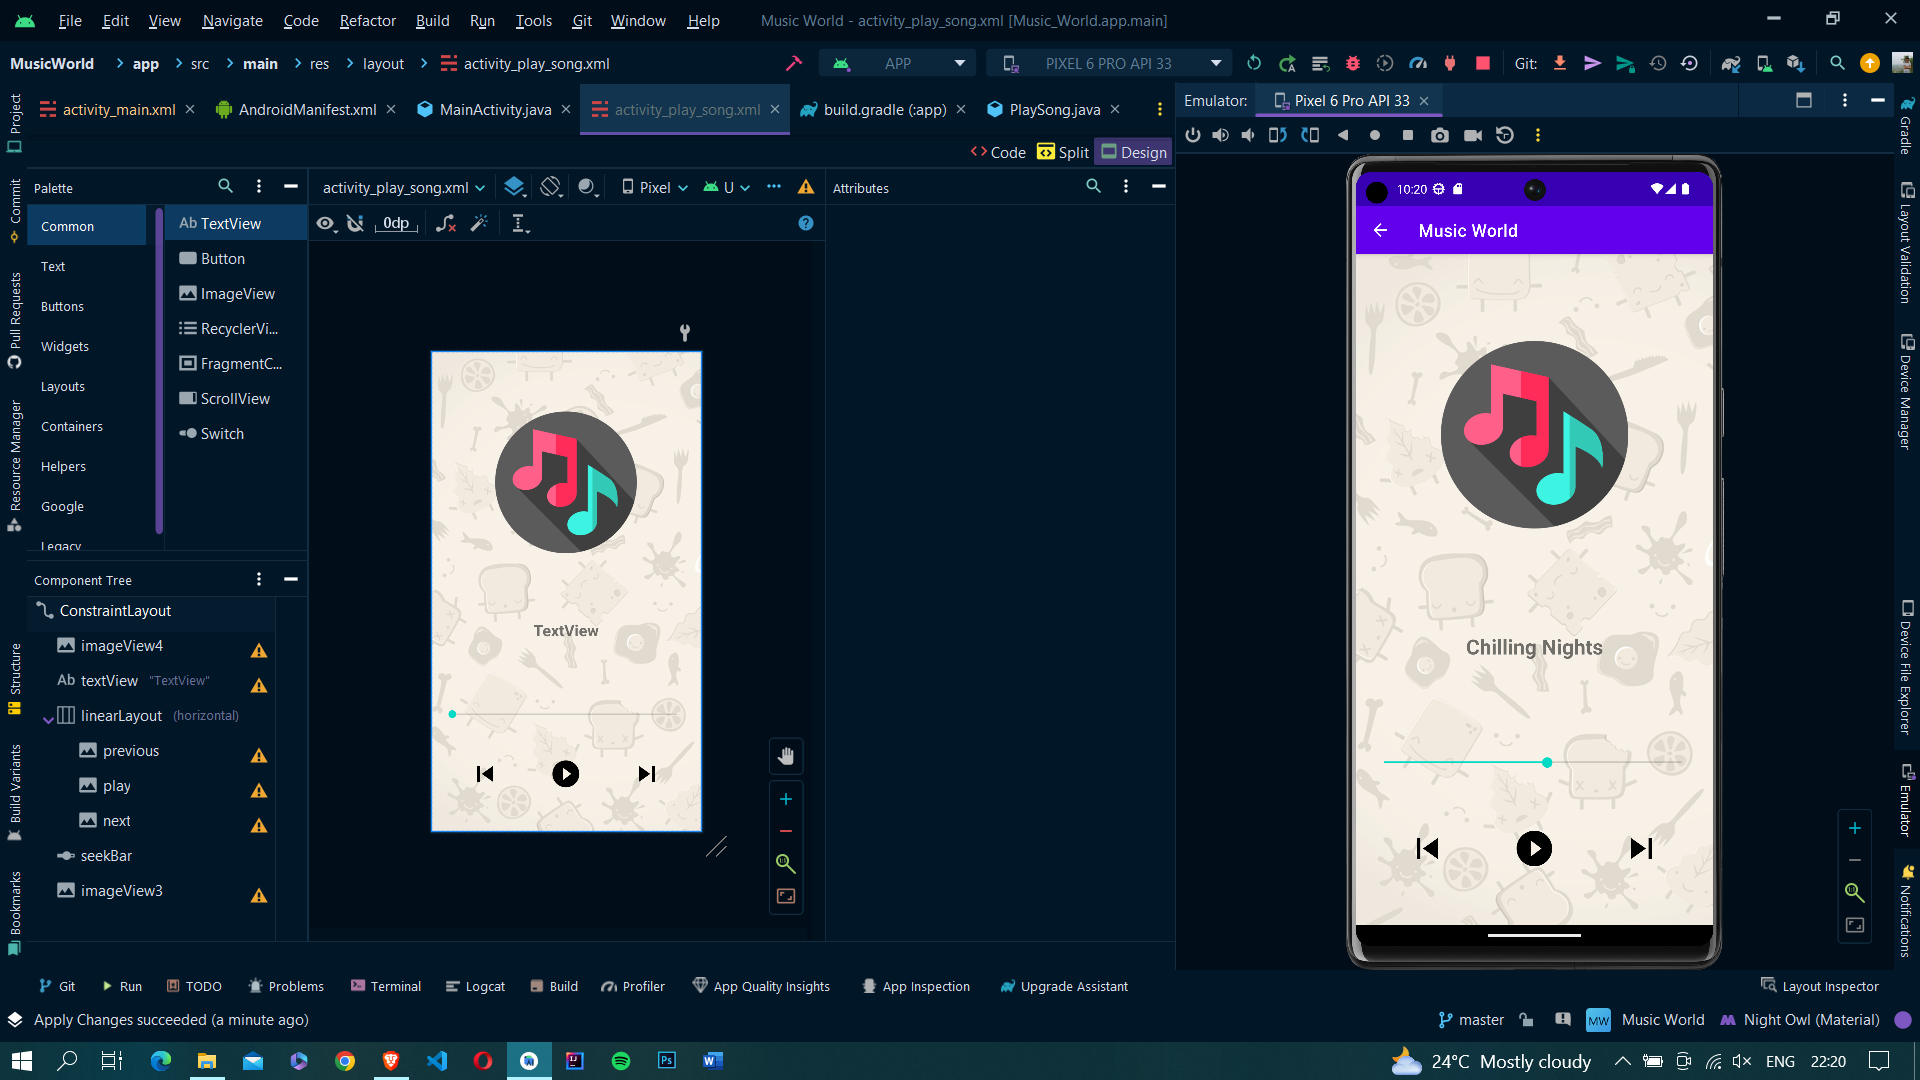 File Edit View Navigate Code Refactor Build Run Tools Git Window Help Music World - activity_play_song.xml [Music_World.app.main]
MusicWorld app src main res layout activity_play_song.xml APP PIXEL 6 PRO API 33 Git:
activity_main.xml AndroidManifest.xml MainActivity.java activity_play_song.xml build.gradle (:app) PlaySong.java
Emulator: Pixel 6 Pro API 33
Code Split Design
Palette
activity_play_song.xml Pixel U
Attributes
0dp
Common
Text
Buttons
Widgets
Layouts
Containers
Helpers
Google
Legacy
Ab TextView
Button
ImageView
RecyclerVi...
FragmentC...
ScrollView
Switch
Component Tree
ConstraintLayout
imageView4
Ab textView "TextView"
linearLayout (horizontal)
previous
play
next
seekBar
imageView3
TextView
10:20
Music World
Chilling Nights
Project
Commit
Pull Requests
Resource Manager
Structure
Build Variants
Bookmarks
Gradle
Layout Validation
Device Manager
Device File Explorer
Emulator
Notifications
Git Run TODO Problems Terminal Logcat Build Profiler App Quality Insights App Inspection Upgrade Assistant Layout Inspector
Apply Changes succeeded (a minute ago) master MW Music World Night Owl (Material)
Ps W 24°C Mostly cloudy ENG 22:20